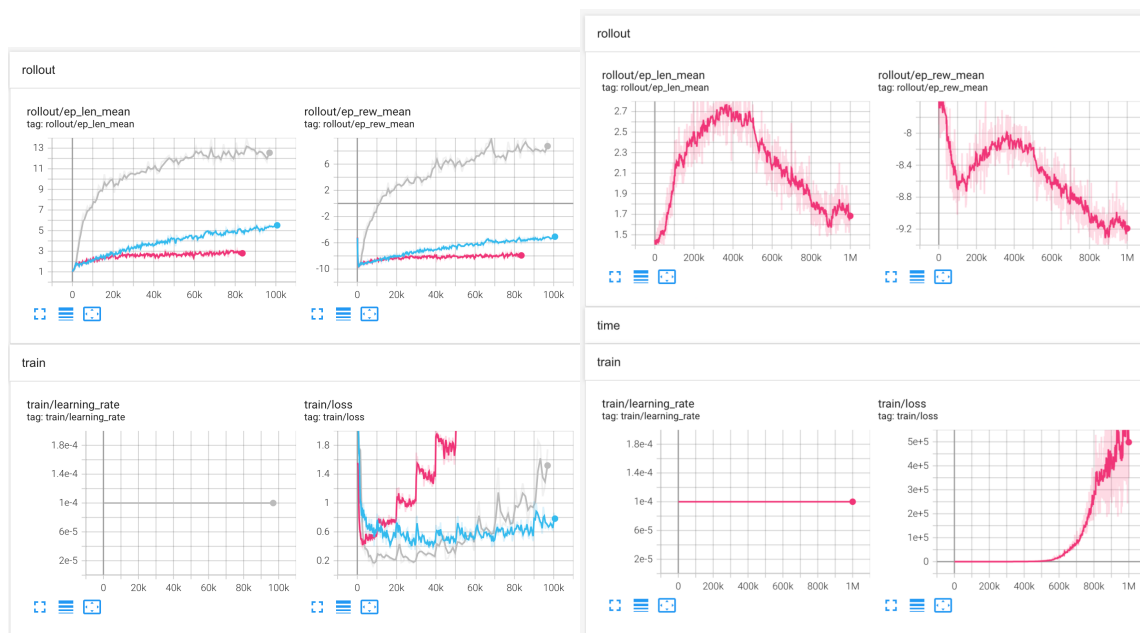 rollout
rollout/ep_len_mean
tag: rollout/ep_len_mean
13
11
9
7
5
3
1
0 20k 40k 60k 80k 100k
rollout/ep_rew_mean
tag: rollout/ep_rew_mean
6
2
-2
-6
-10
0 20k 40k 60k 80k 100k
train
train/learning_rate
tag: train/learning_rate
1.8e-4
1.4e-4
1e-4
6e-5
2e-5
0 20k 40k 60k 80k 100k
train/loss
tag: train/loss
1.8
1.4
1
0.6
0.2
0 20k 40k 60k 80k 100k
rollout
rollout/ep_len_mean
tag: rollout/ep_len_mean
2.7
2.5
2.3
2.1
1.9
1.7
1.5
0 200k 400k 600k 800k 1M
rollout/ep_rew_mean
tag: rollout/ep_rew_mean
-8
-8.4
-8.8
-9.2
0 200k 400k 600k 800k 1M
time
train
train/learning_rate
tag: train/learning_rate
1.8e-4
1.4e-4
1e-4
6e-5
2e-5
0 200k 400k 600k 800k 1M
train/loss
tag: train/loss
5e+5
4e+5
3e+5
2e+5
1e+5
0
0 200k 400k 600k 800k 1M